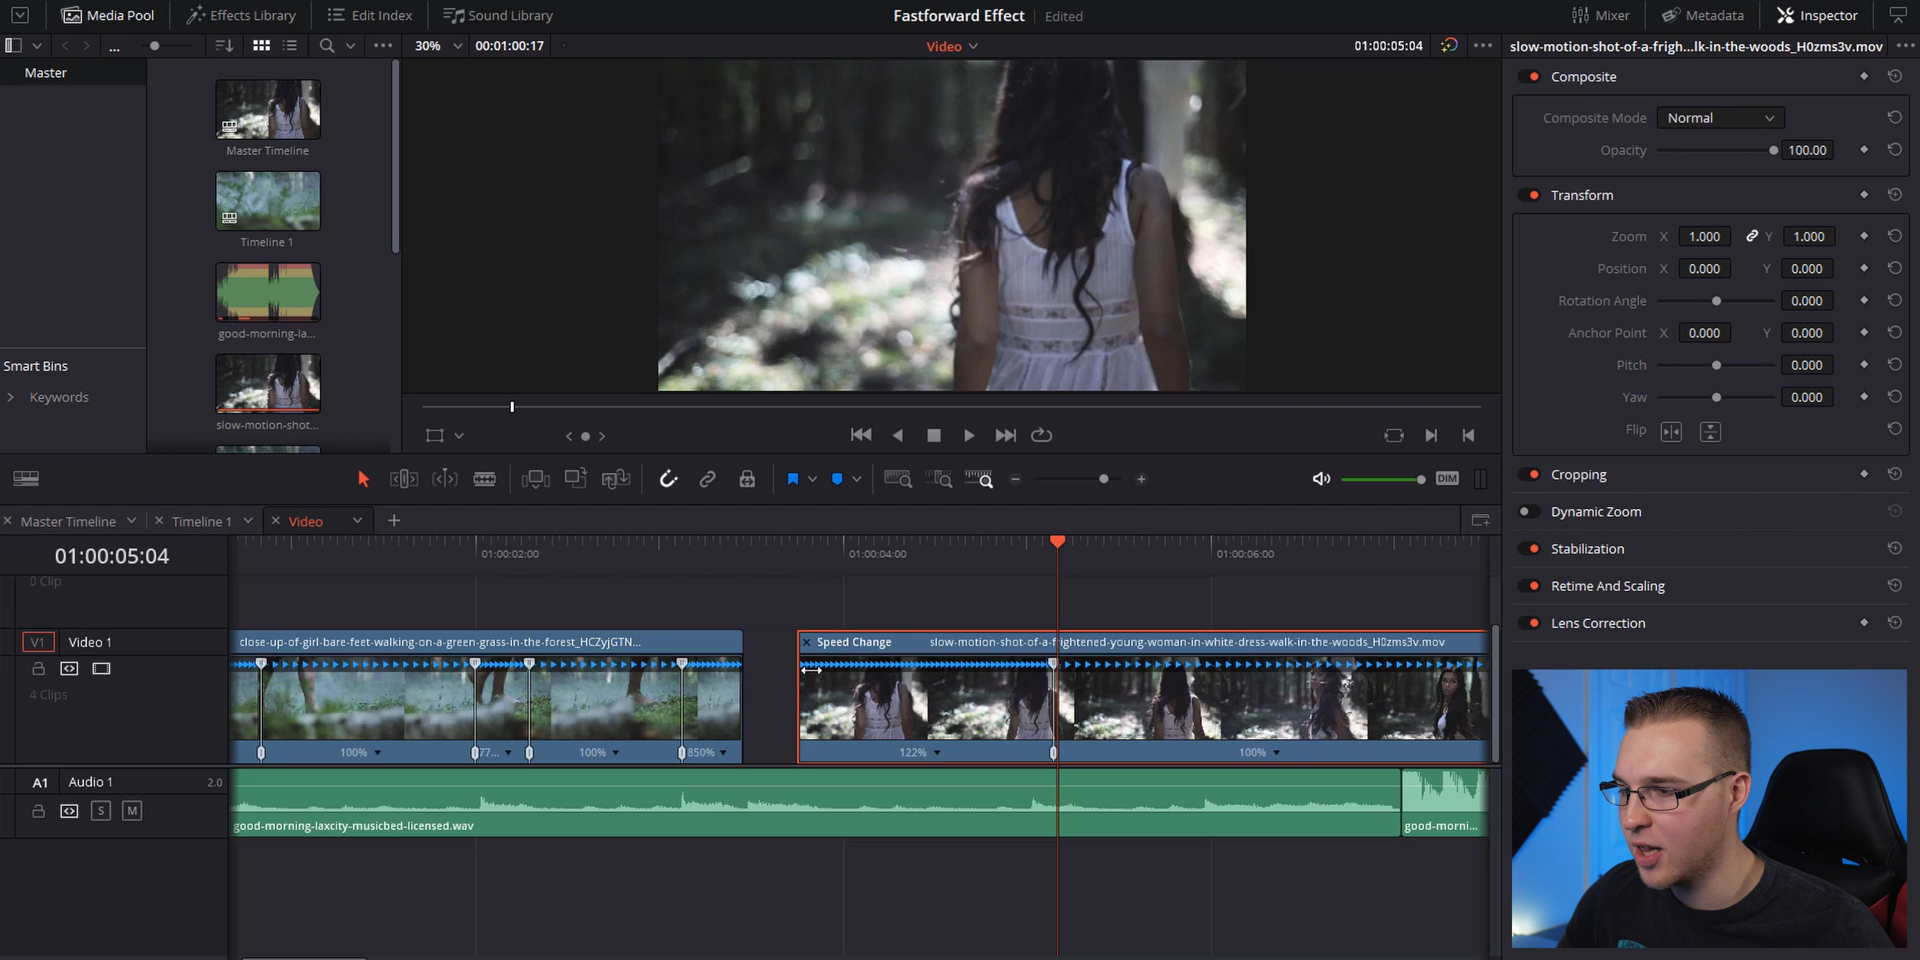 Media Pool
Effects Library
Edit Index
Sound Library
Fastforward Effect
Edited
Mixer
Metadata
Inspector
...
30%
00:01:00:17
Video
01:00:05:04
slow-motion-shot-of-a-frigh...lk-in-the-woods_H0zms3v.mov
Master
Master Timeline
Timeline 1
good-morning-la...
slow-motion-shot...
Smart Bins
Keywords
Composite
Composite Mode
Normal
Opacity
100.00
Transform
Zoom X 1.000 Y 1.000
Position X 0.000 Y 0.000
Rotation Angle 0.000
Anchor Point X 0.000 Y 0.000
Pitch 0.000
Yaw 0.000
Flip
Cropping
Dynamic Zoom
Stabilization
Retime And Scaling
Lens Correction
DIM
Master Timeline
Timeline 1
Video
01:00:05:04
01:00:02:00
01:00:04:00
01:00:06:00
0 Clip
V1
Video 1
4 Clips
close-up-of-girl-bare-feet-walking-on-a-green-grass-in-the-forest_HCZyjGTN...
100%
77...
100%
850%
Speed Change
slow-motion-shot-of-a-frightened-young-woman-in-white-dress-walk-in-the-woods_H0zms3v.mov
122%
100%
A1
Audio 1
2.0
S
M
good-morning-laxcity-musicbed-licensed.wav
good-morni...